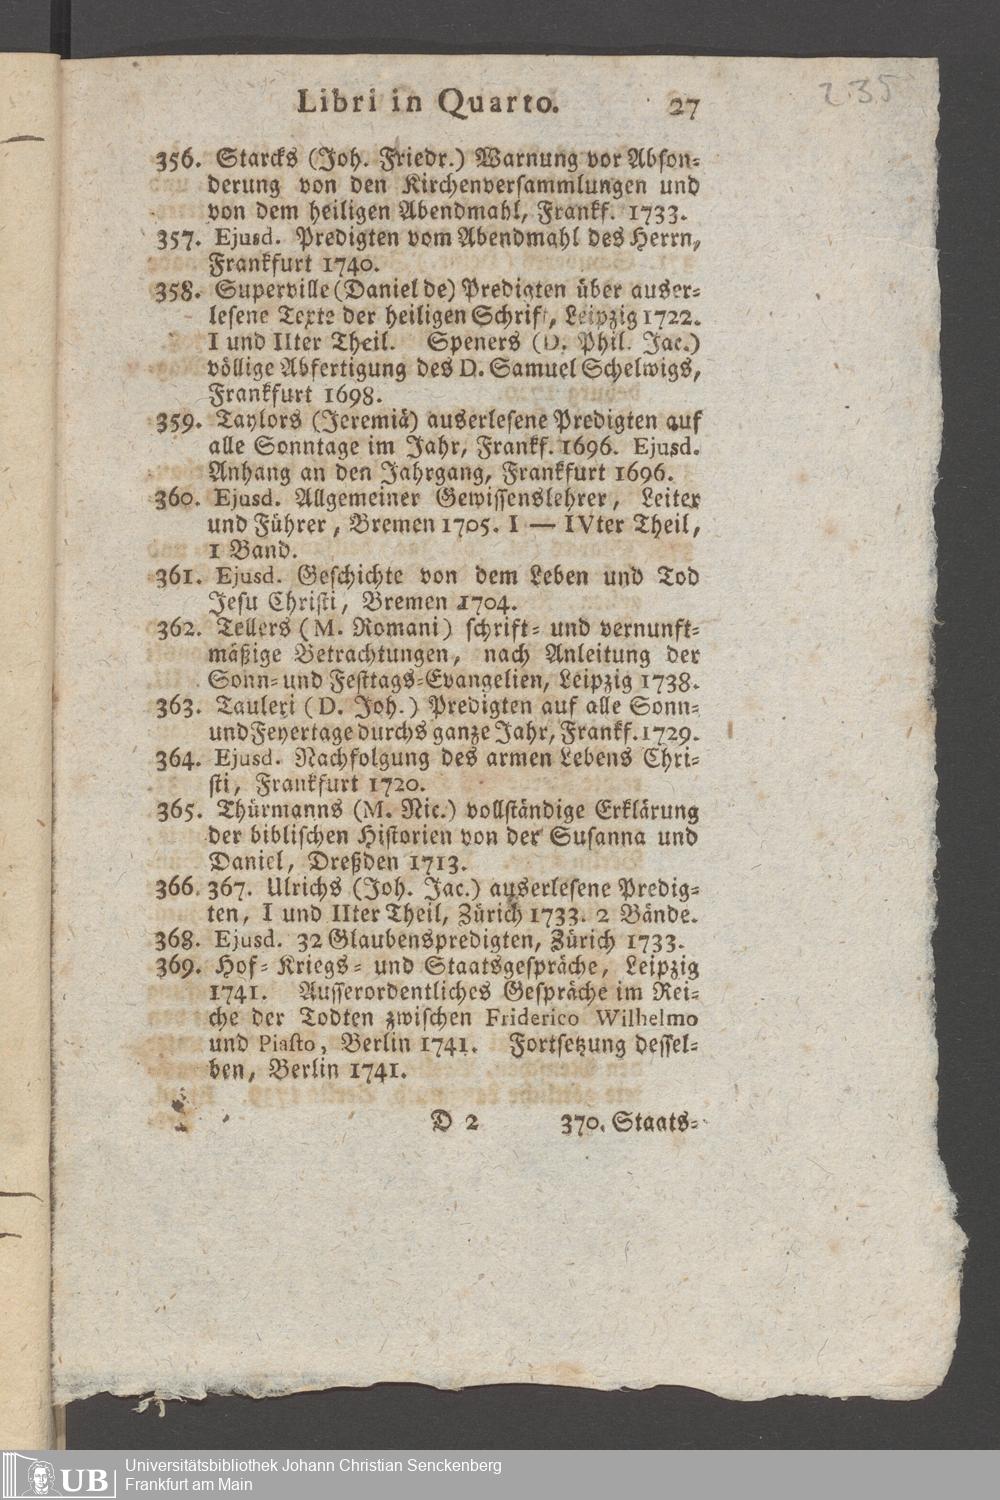 235
Libri in Quarto. 27
356. Starcks (Joh. Friedr.) Warnung vor Abson-
derung von den Kirchenversammlungen und
von dem heiligen Abendmahl, Frankf. 1733.
357. Ejusd. Predigten vom Abendmahl des Herrn,
Frankfurt 1740.
358. Superville (Daniel de) Predigten über auser-
lesene Texte der heiligen Schrift, Leipzig 1722.
I und IIter Theil. Speners (D. Phil. Jac.)
völlige Abfertigung des D. Samuel Schelwigs,
Frankfurt 1698.
359. Taylors (Jeremiä) auserlesene Predigten auf
alle Sonntage im Jahr, Frankf. 1696. Ejusd.
Anhang an den Jahrgang, Frankfurt 1696.
360. Ejusd. Allgemeiner Gewissenslehrer, Leiter
und Führer, Bremen 1705. I — IVter Theil,
1 Band.
361. Ejusd. Geschichte von dem Leben und Tod
Jesu Christi, Bremen 1704.
362. Tellers (M. Romani) schrift- und vernunft-
mäßige Betrachtungen, nach Anleitung der
Sonn- und Festtags-Evangelien, Leipzig 1738.
363. Tauleri (D. Joh.) Predigten auf alle Sonn-
und Feyertage durchs ganze Jahr, Frankf. 1729.
364. Ejusd. Nachfolgung des armen Lebens Chri-
sti, Frankfurt 1720.
365. Thürmanns (M. Nic.) vollständige Erklärung
der biblischen Historien von der Susanna und
Daniel, Dreßden 1713.
366. 367. Ulrichs (Joh. Jac.) auserlesene Predig-
ten, I und IIter Theil, Zürich 1733. 2 Bände.
368. Ejusd. 32 Glaubenspredigten, Zürich 1733.
369. Hof- Kriegs- und Staatsgespräche, Leipzig
1741. Ausserordentliches Gespräche im Rei-
che der Todten zwischen Friderico Wilhelmo
und Piasto, Berlin 1741. Fortsetzung dessel-
ben, Berlin 1741.
D 2 370. Staats-
UB Universitätsbibliothek Johann Christian Senckenberg
Frankfurt am Main